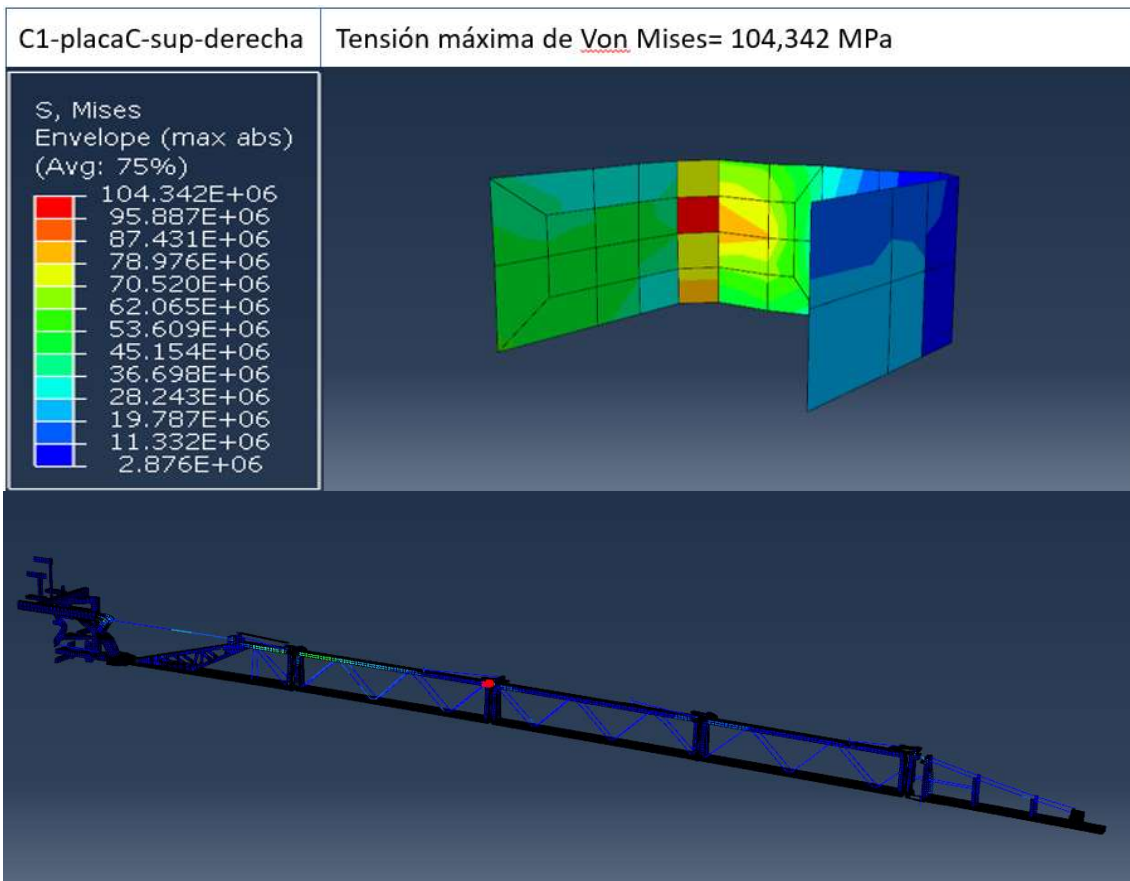 C1-placaC-sup-derecha
Tensión máxima de Von Mises= 104,342 MPa
S, Mises
Envelope (max abs)
(Avg: 75%)
104.342E+06
95.887E+06
87.431E+06
78.976E+06
70.520E+06
62.065E+06
53.609E+06
45.154E+06
36.698E+06
28.243E+06
19.787E+06
11.332E+06
2.876E+06